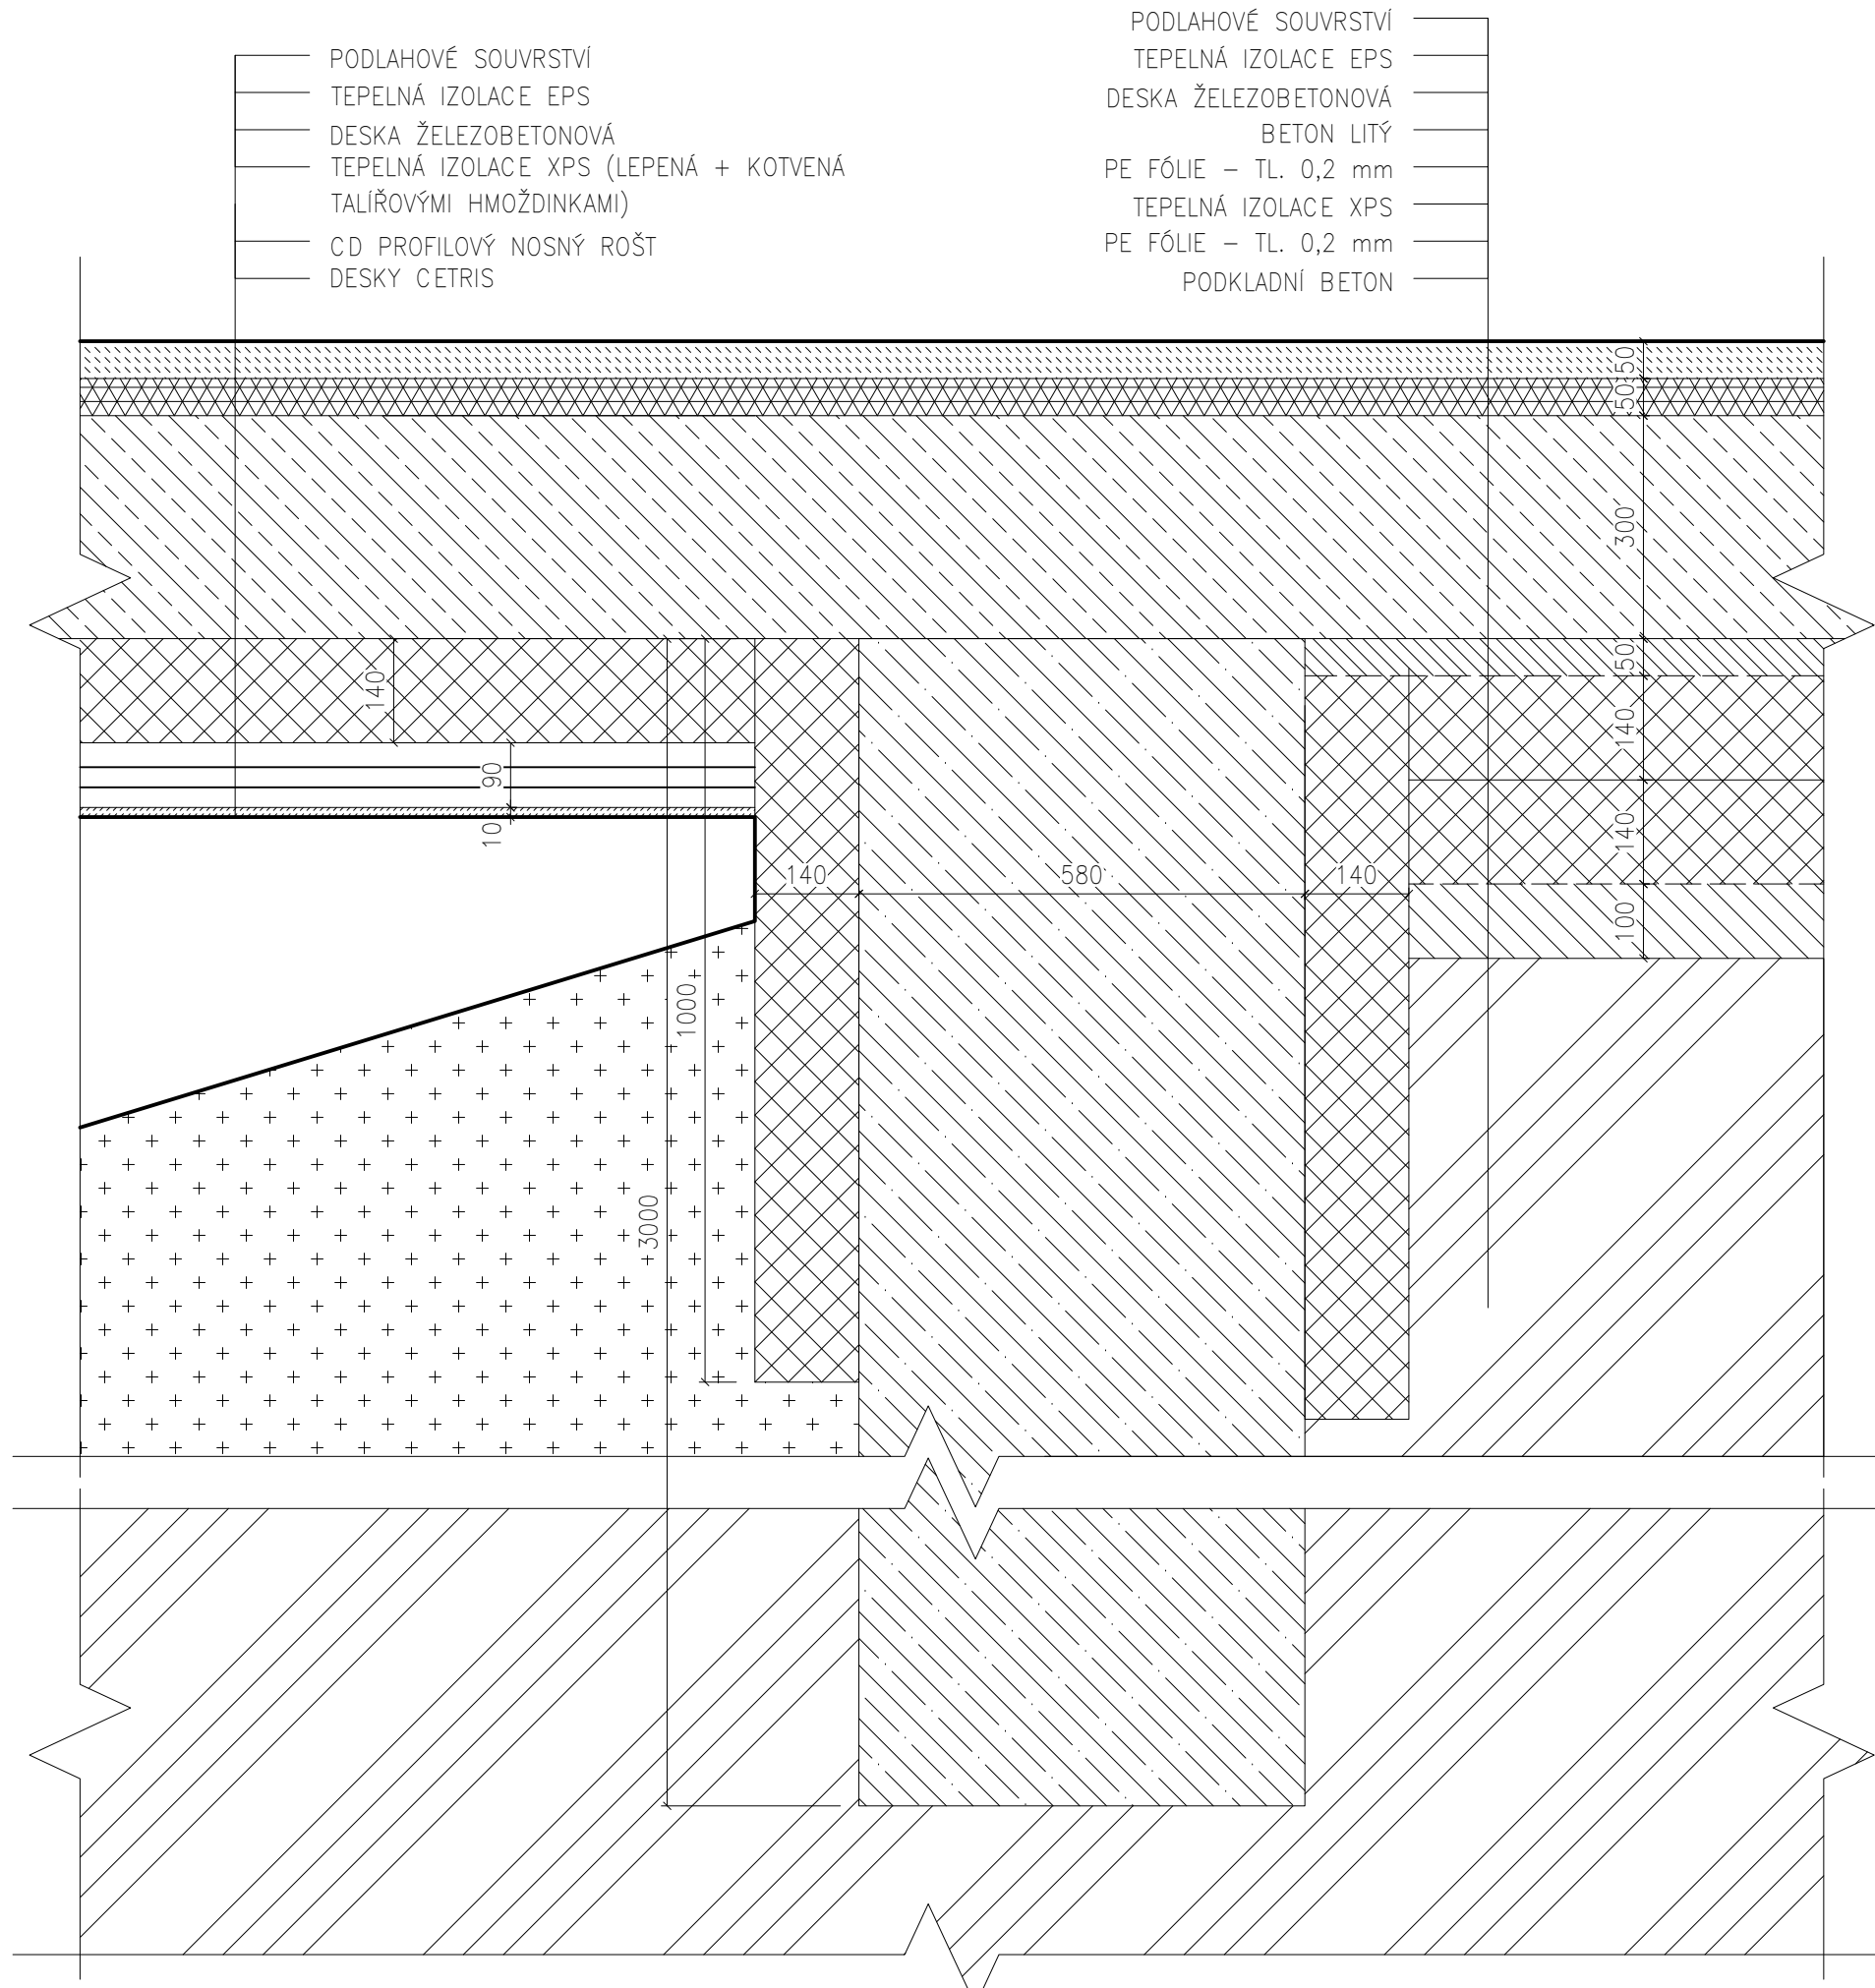 PODLAHOVÉ SOUVRSTVÍ
TEPELNÁ IZOLACE EPS
DESKA ŽELEZOBETONOVÁ
TEPELNÁ IZOLACE XPS (LEPENÁ + KOTVENÁ
TALÍŘOVÝMI HMOŽDINKAMI)
CD PROFILOVÝ NOSNÝ ROŠT
DESKY CETRIS
PODLAHOVÉ SOUVRSTVÍ
TEPELNÁ IZOLACE EPS
DESKA ŽELEZOBETONOVÁ
BETON LITÝ
PE FÓLIE – TL. 0,2 mm
TEPELNÁ IZOLACE XPS
PE FÓLIE – TL. 0,2 mm
PODKLADNÍ BETON
50
50
300
50
140
140
100
140
90
10
140
580
140
1000
3000